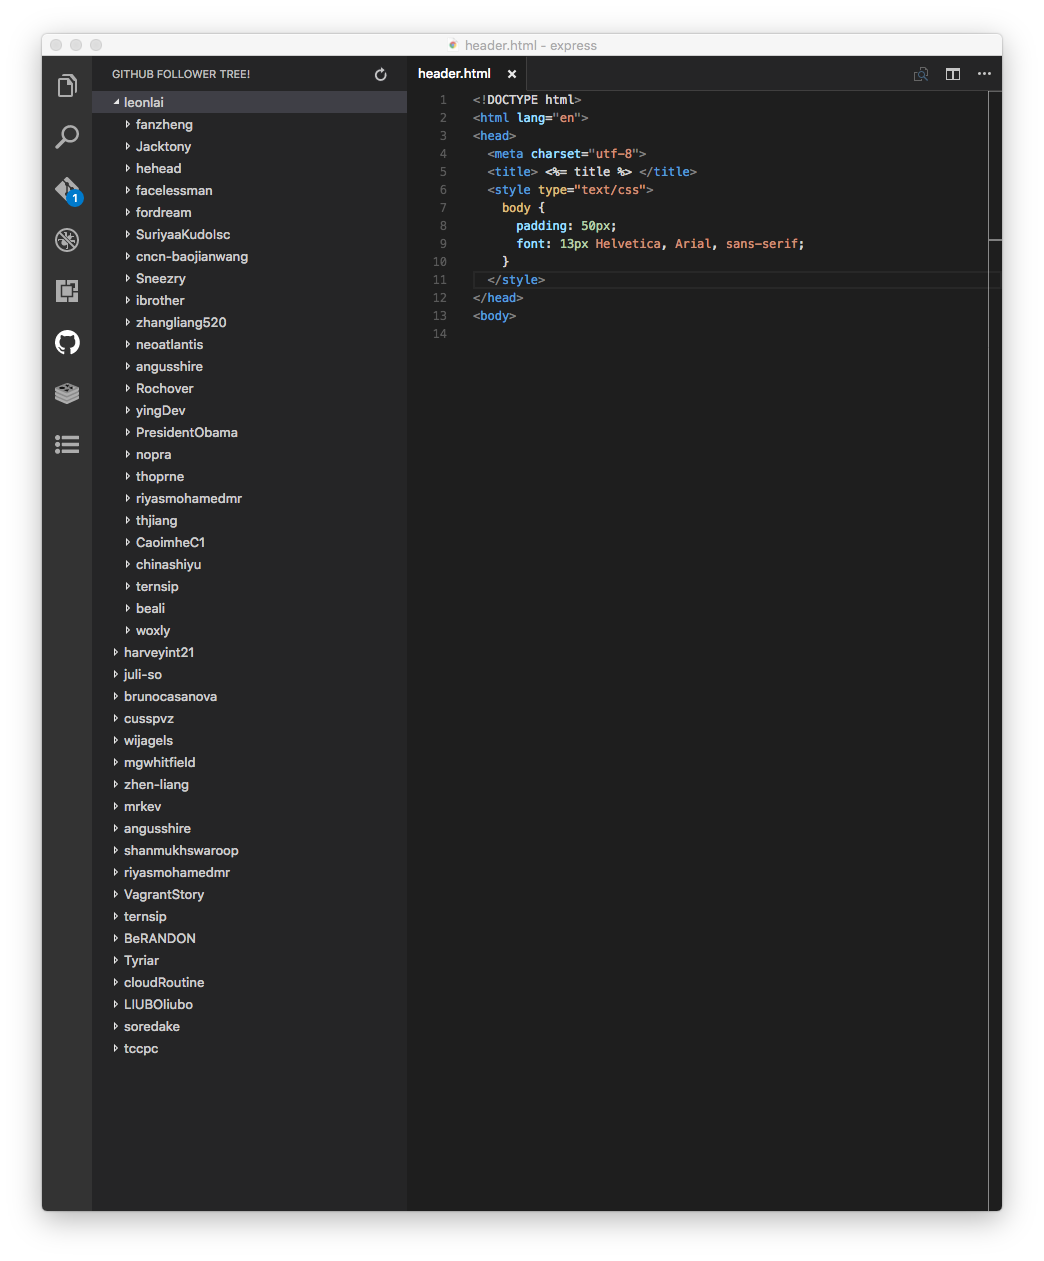 header.html - express
GITHUB FOLLOWER TREE!
leonlai
fanzheng
Jacktony
hehead
facelessman
fordream
SuriyaaKudoIsc
cncn-baojianwang
Sneezry
ibrother
zhangliang520
neoatlantis
angusshire
Rochover
yingDev
PresidentObama
nopra
thoprne
riyasmohamedmr
thjiang
CaoimheC1
chinashiyu
ternsip
beali
woxly
harveyint21
juli-so
brunocasanova
cusspvz
wijagels
mgwhitfield
zhen-liang
mrkev
angusshire
shanmukhswaroop
riyasmohamedmr
VagrantStory
ternsip
BeRANDON
Tyriar
cloudRoutine
LIUBOliubo
soredake
tccpc
1
header.html
1 <!DOCTYPE html>
2 <html lang="en">
3 <head>
4 <meta charset="utf-8">
5 <title> <%= title %> </title>
6 <style type="text/css">
7 body {
8 padding: 50px;
9 font: 13px Helvetica, Arial, sans-serif;
10 }
11 </style>
12 </head>
13 <body>
14